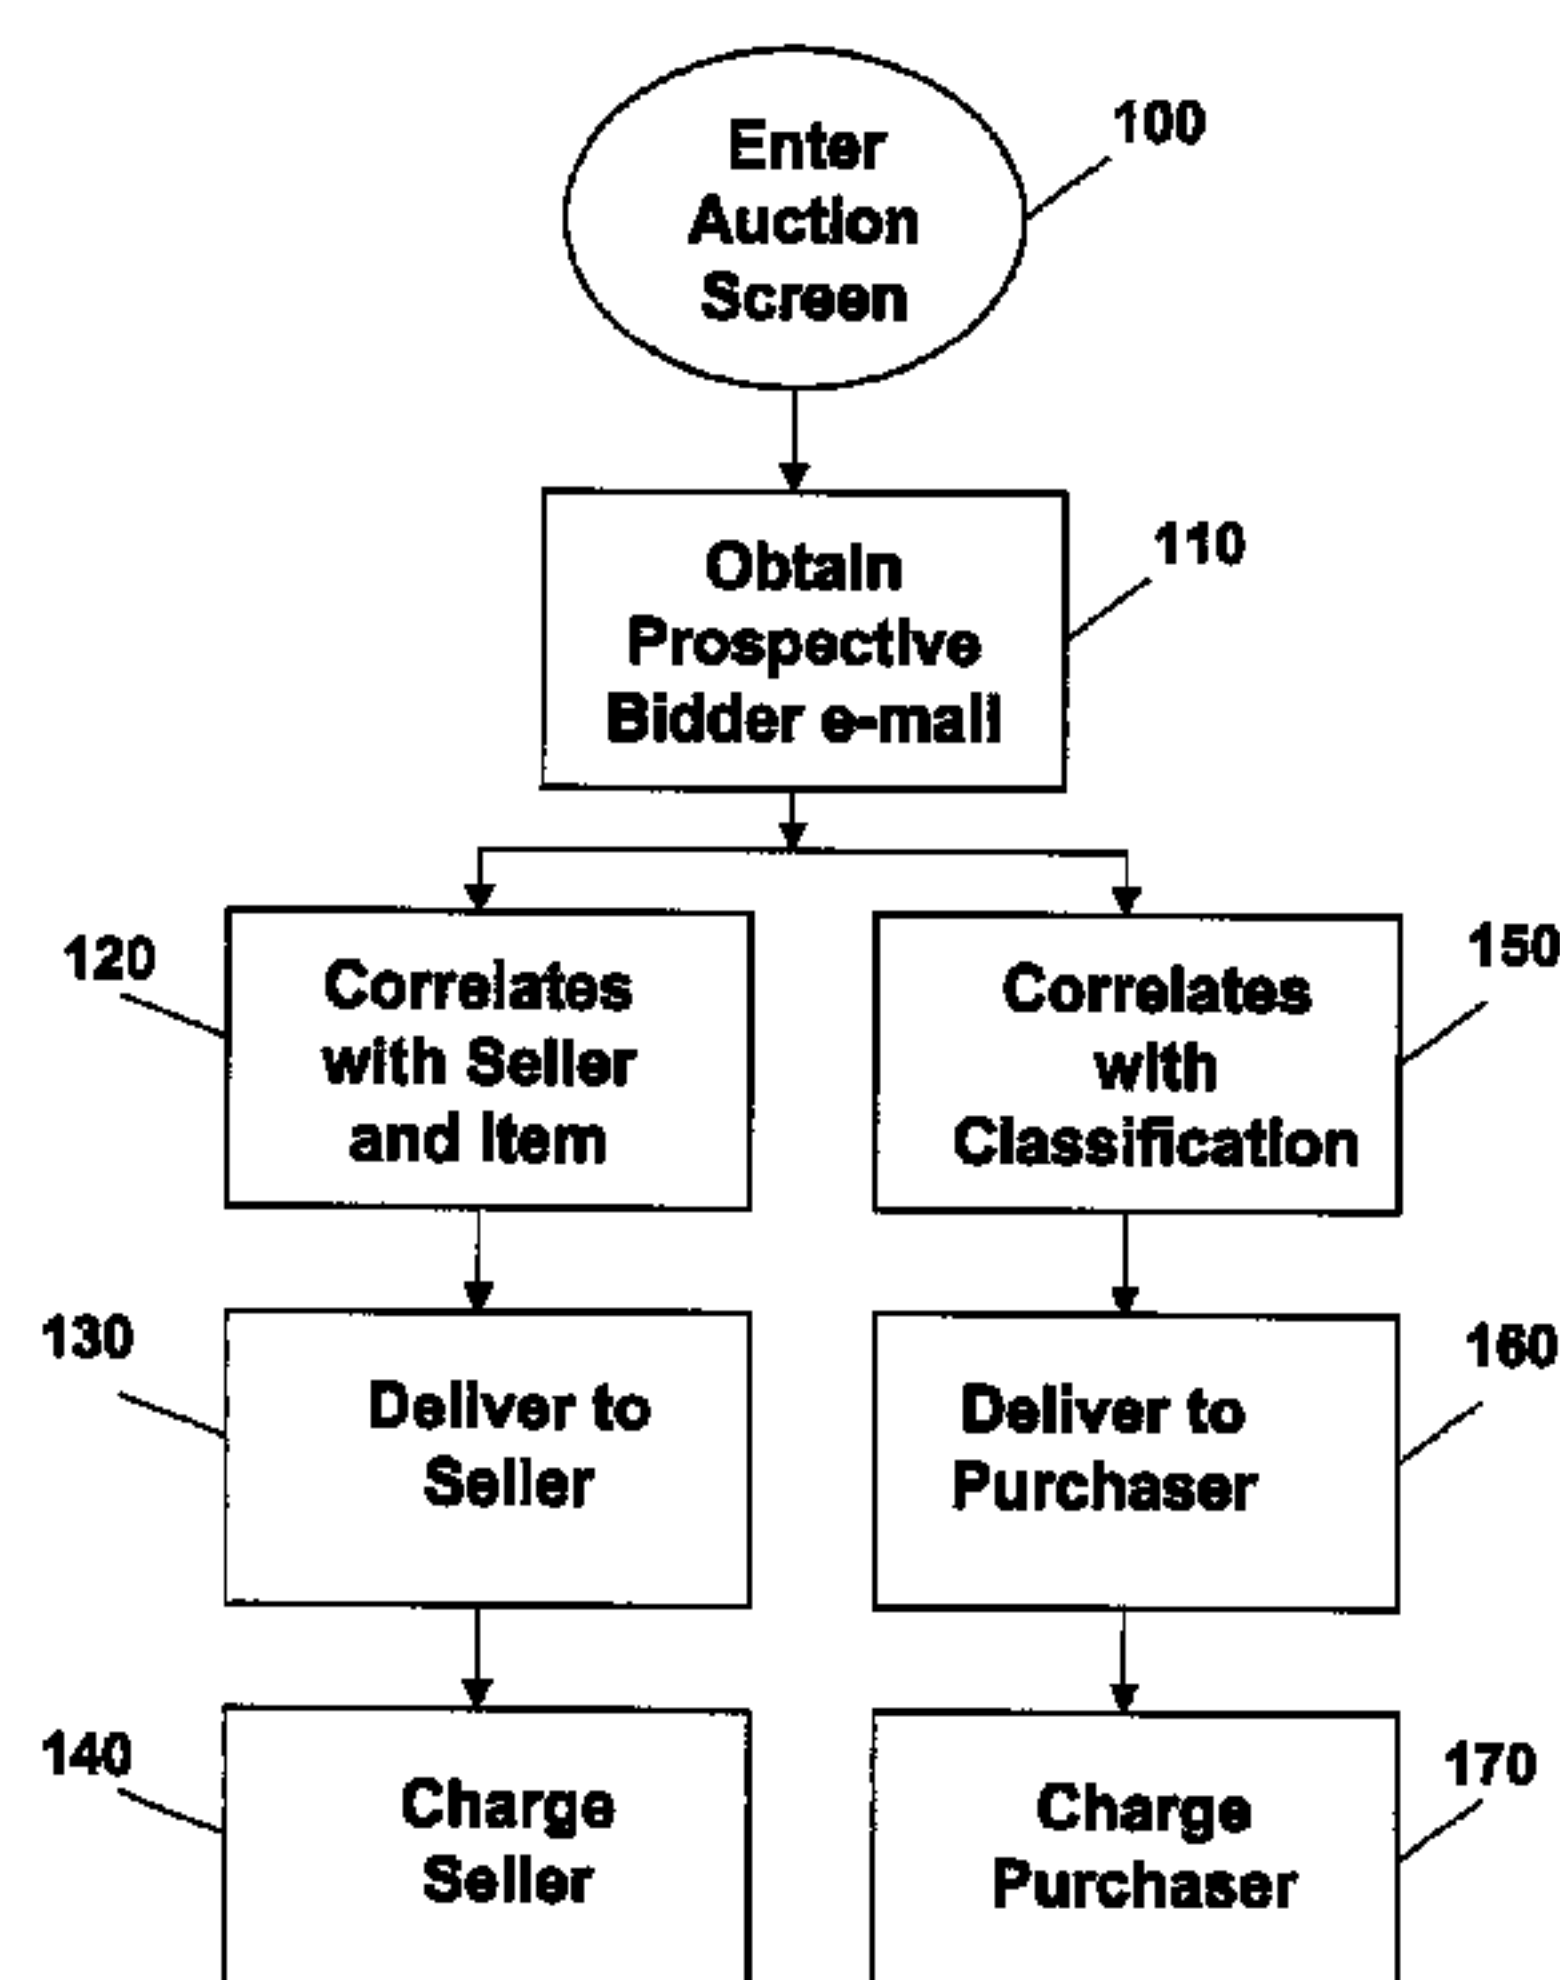 Enter
Auction
Screen
100
Obtain
Prospective
Bidder e-mail
110
120
Correlates
with Seller
and Item
Correlates
with
Classification
150
130
Deliver to
Seller
Deliver to
Purchaser
160
140
Charge
Seller
Charge
Purchaser
170